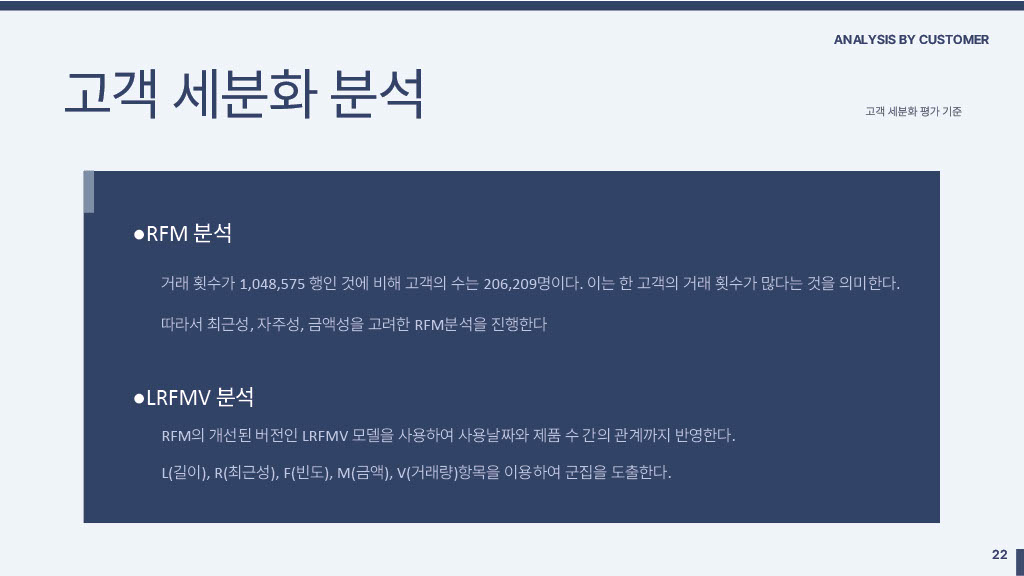 ANALYSIS BY CUSTOMER
고객 세분화 분석
고객 세분화 평가 기준
●RFM 분석
거래 횟수가 1,048,575 행인 것에 비해 고객의 수는 206,209명이다. 이는 한 고객의 거래 횟수가 많다는 것을 의미한다.
따라서 최근성, 자주성, 금액성을 고려한 RFM분석을 진행한다
●LRFMV 분석
RFM의 개선된 버전인 LRFMV 모델을 사용하여 사용날짜와 제품 수 간의 관계까지 반영한다.
L(길이), R(최근성), F(빈도), M(금액), V(거래량)항목을 이용하여 군집을 도출한다.
22